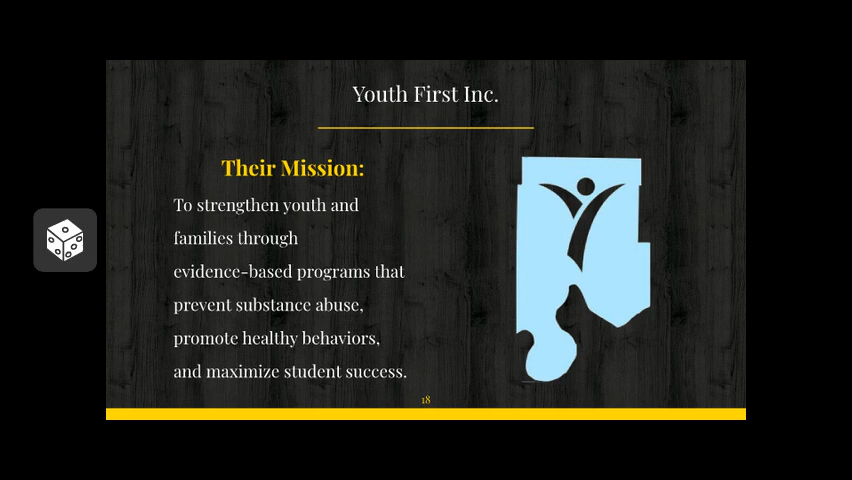 Youth First Inc.
Their Mission:
To strengthen youth and
families through
evidence-based programs that
prevent substance abuse,
promote healthy behaviors,
and maximize student success.
18